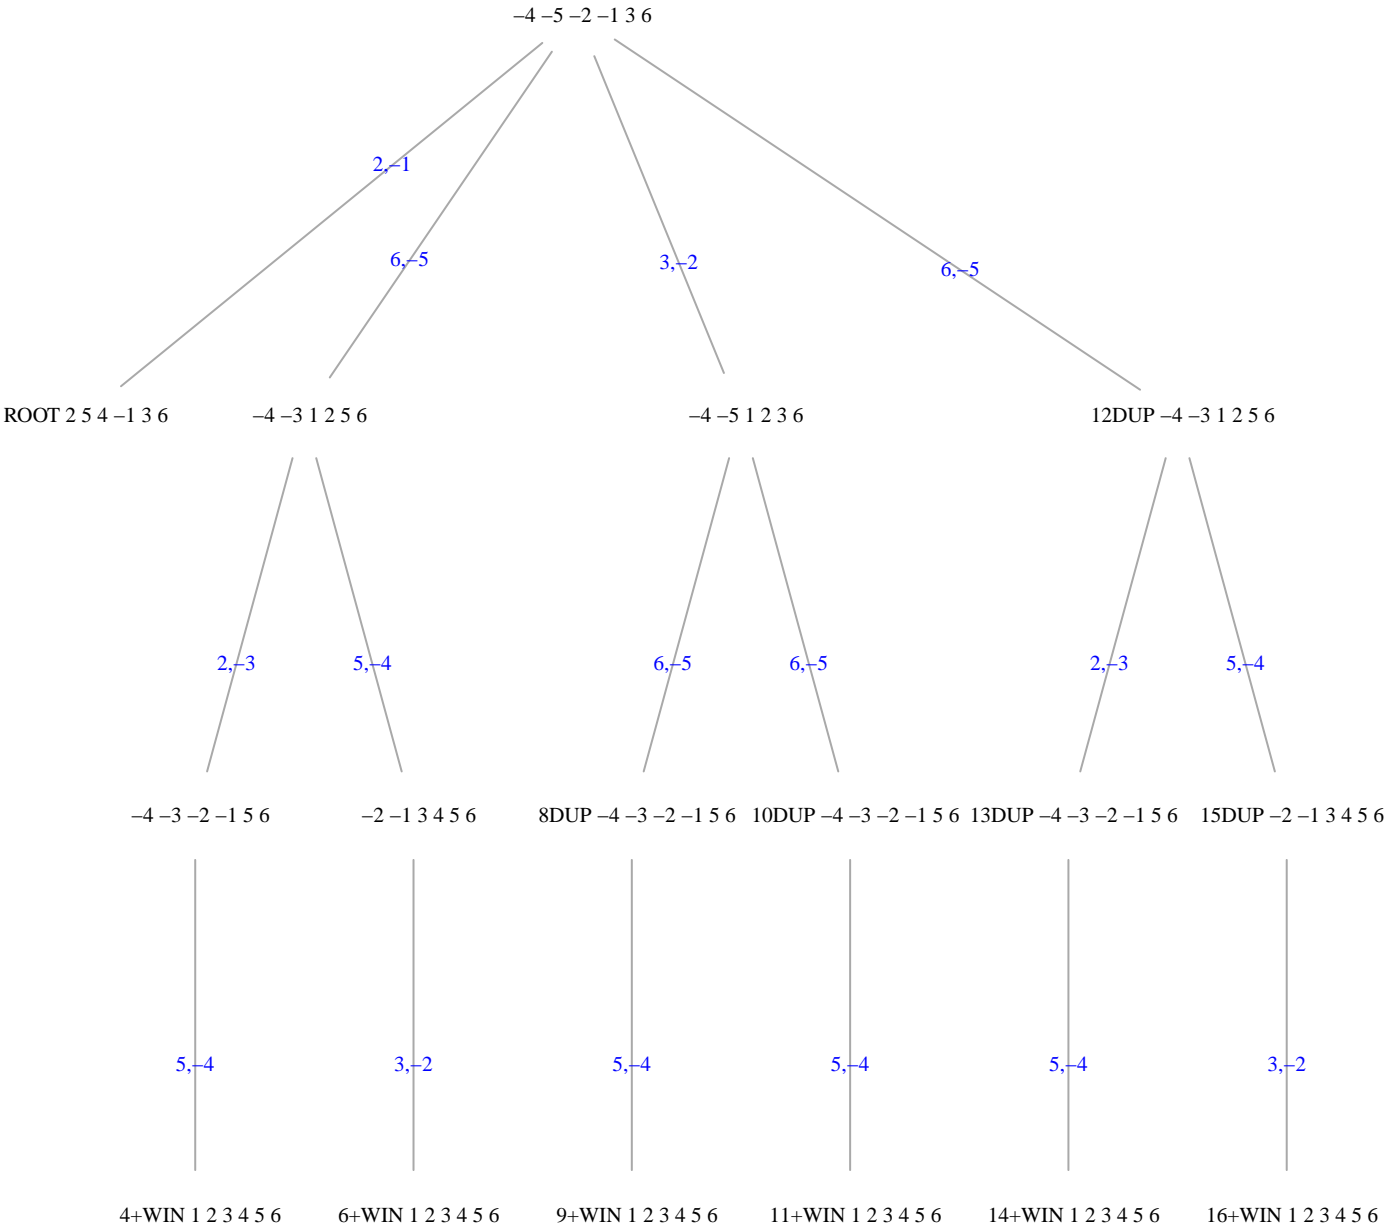 –4 –5 –2 –1 3 6
2,–1
6,–5
3,–2
6,–5
ROOT 2 5 4 –1 3 6
–4 –3 1 2 5 6
–4 –5 1 2 3 6
12DUP –4 –3 1 2 5 6
2,–3
5,–4
6,–5
6,–5
2,–3
5,–4
–4 –3 –2 –1 5 6
–2 –1 3 4 5 6
8DUP –4 –3 –2 –1 5 6
10DUP –4 –3 –2 –1 5 6
13DUP –4 –3 –2 –1 5 6
15DUP –2 –1 3 4 5 6
5,–4
3,–2
5,–4
5,–4
5,–4
3,–2
4+WIN 1 2 3 4 5 6
6+WIN 1 2 3 4 5 6
9+WIN 1 2 3 4 5 6
11+WIN 1 2 3 4 5 6
14+WIN 1 2 3 4 5 6
16+WIN 1 2 3 4 5 6